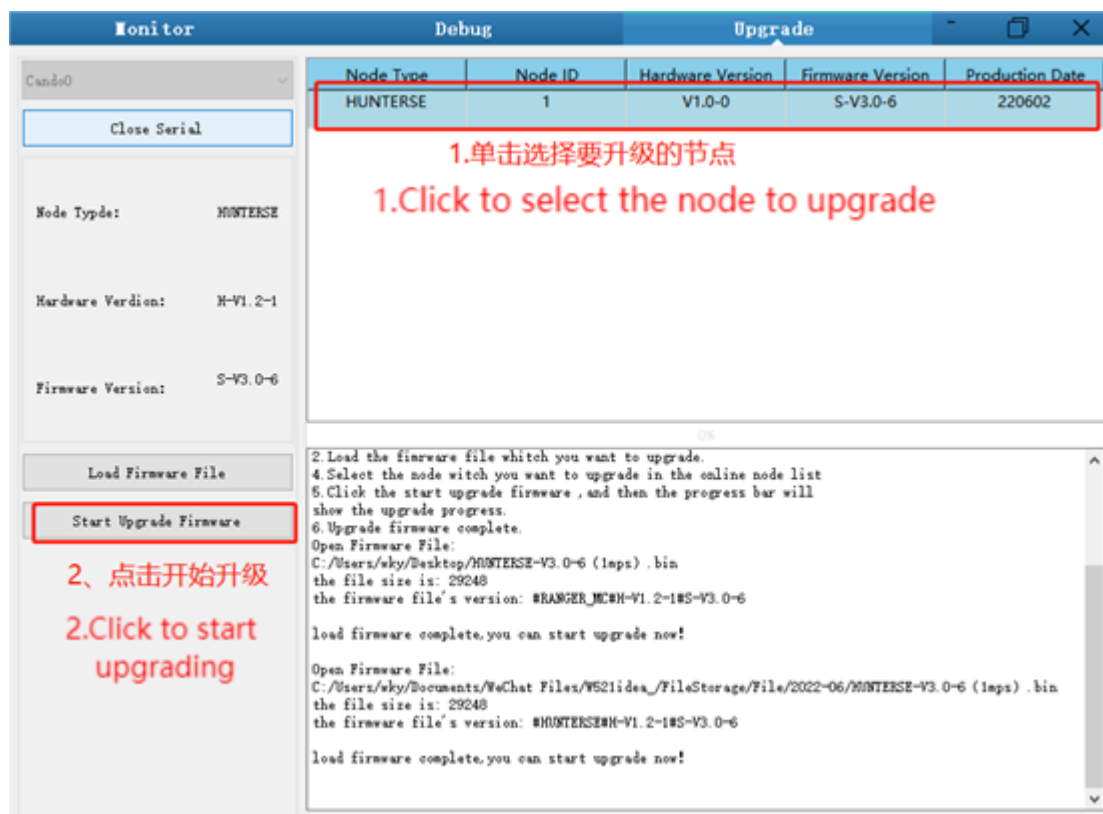 Monitor Debug Upgrade
Cando0
Close Serial
Node Typde: HUNTERSE
Hardware Verdion: H-V1.2-1
Firmware Version: S-V3.0-6
Load Firmware File
Start Upgrade Firmware
2、点击开始升级
2.Click to start
upgrading
Node Type Node ID Hardware Version Firmware Version Production Date
HUNTERSE 1 V1.0-0 S-V3.0-6 220602
1.单击选择要升级的节点
1.Click to select the node to upgrade
0%
2.Load the firmware file whitch you want to upgrade.
4.Select the node witch you want to upgrade in the online node list
5.Click the start upgrade firmware ,and then the progress bar will
show the upgrade progress.
6.Upgrade firmware complete.
Open Firmware File:
C:/Users/wky/Desktop/HUNTERSE-V3.0-6 (1mps) .bin
the file size is: 29248
the firmware file's version: #RANGER_MC#H-V1.2-1#S-V3.0-6
load firmware complete,you can start upgrade now!
Open Firmware File:
C:/Users/wky/Documents/WeChat Files/W521idea_/FileStorage/File/2022-06/HUNTERSE-V3.0-6 (1mps) .bin
the file size is: 29248
the firmware file's version: #HUNTERSE#H-V1.2-1#S-V3.0-6
load firmware complete,you can start upgrade now!